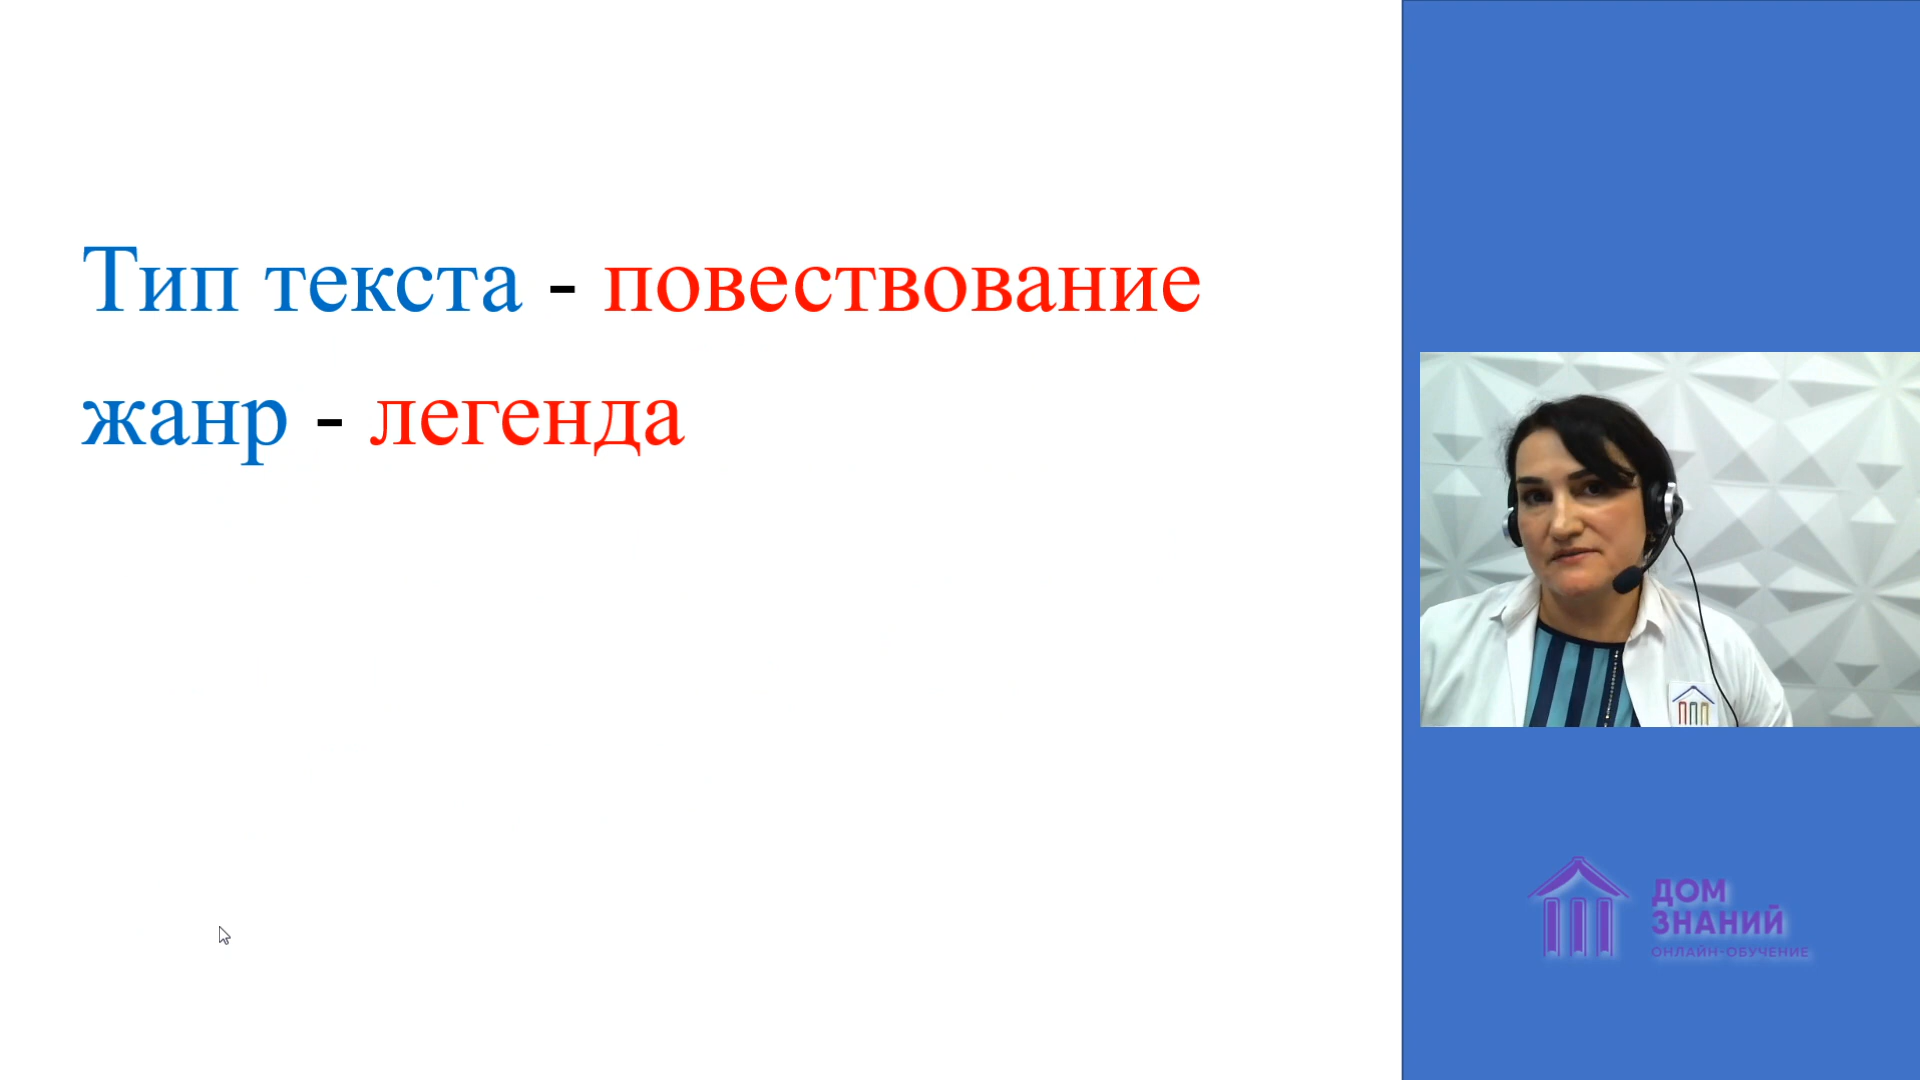 Тип текста - повествование
жанр - легенда
ДОМ
ЗНАНИЙ
ОНЛАЙН-ОБУЧЕНИЕ